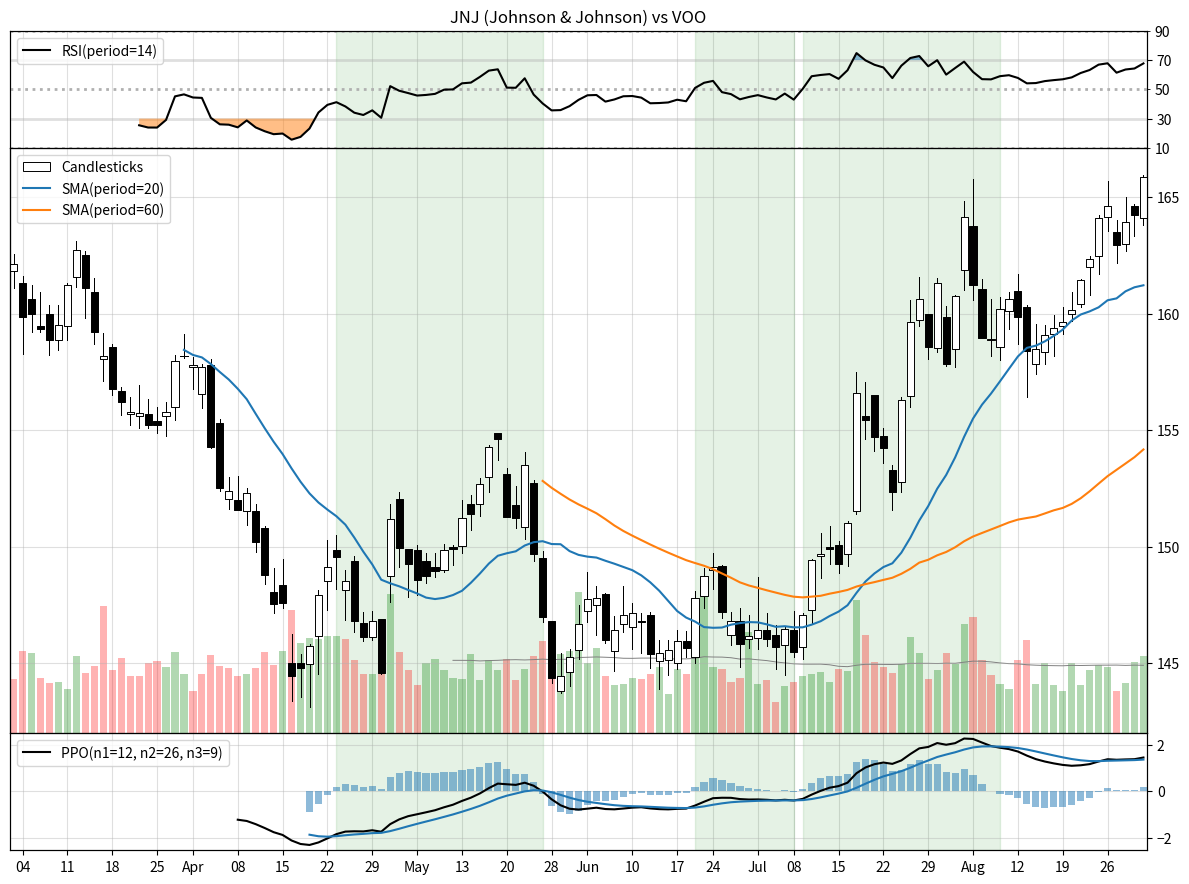 JNJ (Johnson & Johnson) vs VOO
RSI(period=14)
90
70
50
30
10
Candlesticks
SMA(period=20)
SMA(period=60)
165
160
155
150
145
PPO(n1=12, n2=26, n3=9)
2
0
−2
04 11 18 25 Apr 08 15 22 29 May 13 20 28 Jun 10 17 24 Jul 08 15 22 29 Aug 12 19 26